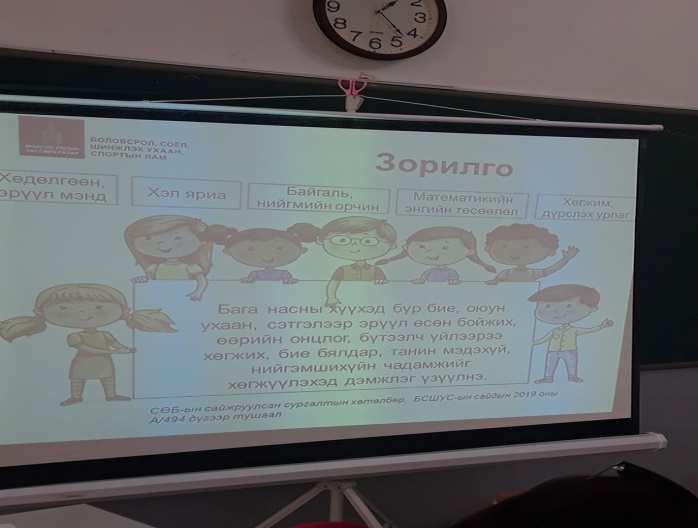 9
8
7
6
5
4
3
2
БОЛОВСРОЛ, СОЁЛ,
ШИНЖЛЭХ УХААН,
СПОРТЫН ЯАМ
Зорилго
Хөдөлгөөн,
эрүүл мэнд
Хэл яриа
Байгаль,
нийгмийн орчин
Математикийн
энгийн төсөөлөл
Хөгжим,
дүрслэх урлаг
Бага насны хүүхэд бүр бие, оюун
ухаан, сэтгэлээр эрүүл өсөн бойжих,
өөрийн онцлог, бүтээлч үйлээрээ
хөгжих, бие бялдар, танин мэдэхүй,
нийгэмшихүйн чадамжийг
хөгжүүлэхэд дэмжлэг үзүүлнэ.
СӨБ-ын сайжруулсан сургалтын хөтөлбөр, БСШУС-ын сайдын 2019 оны
А/494 дүгээр тушаал